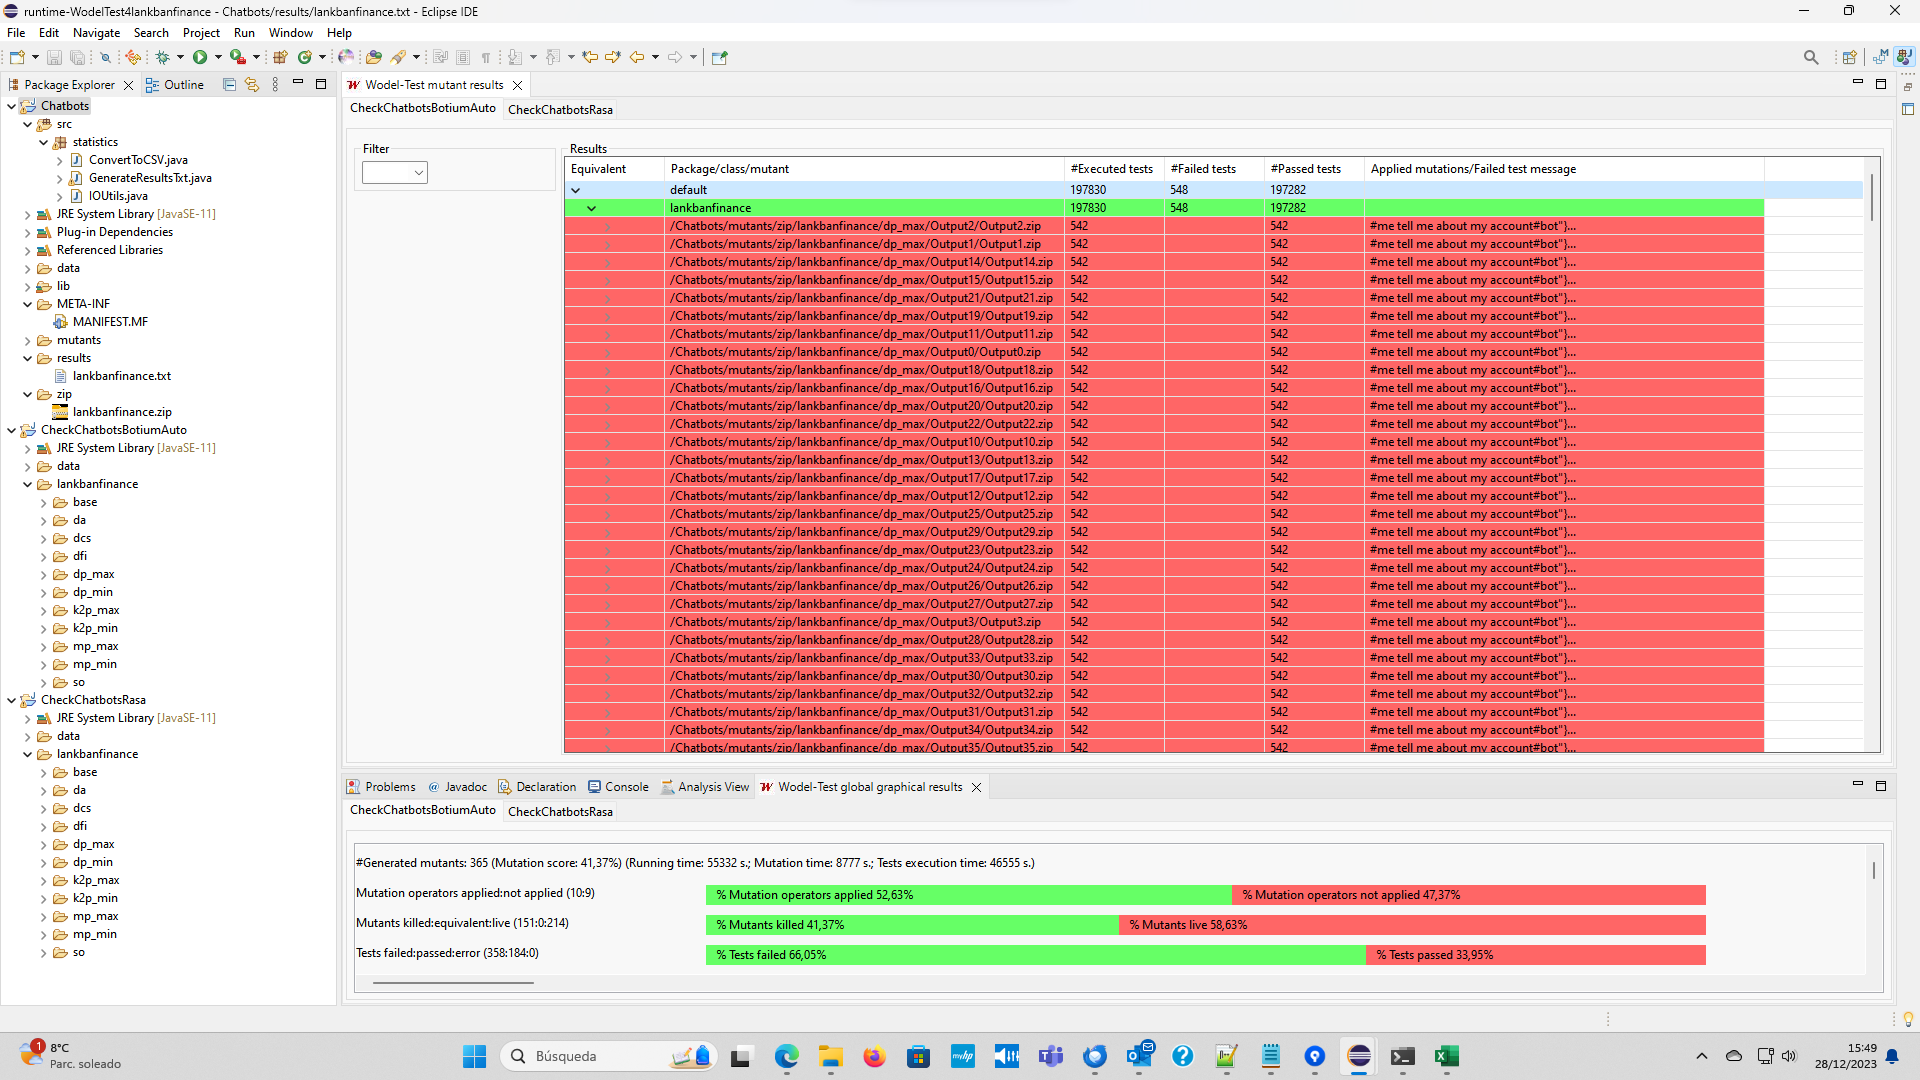 runtime-WodelTest4lankbanfinance - Chatbots/results/lankbanfinance.txt - Eclipse IDE
File Edit Navigate Search Project Run Window Help
Package Explorer Outline
Chatbots
src
statistics
ConvertToCSV.java
GenerateResultsTxt.java
IOUtils.java
JRE System Library [JavaSE-11]
Plug-in Dependencies
Referenced Libraries
data
lib
META-INF
MANIFEST.MF
mutants
results
lankbanfinance.txt
zip
lankbanfinance.zip
CheckChatbotsBotiumAuto
JRE System Library [JavaSE-11]
data
lankbanfinance
base
da
dcs
dfi
dp_max
dp_min
k2p_max
k2p_min
mp_max
mp_min
so
CheckChatbotsRasa
JRE System Library [JavaSE-11]
data
lankbanfinance
base
da
dcs
dfi
dp_max
dp_min
k2p_max
k2p_min
mp_max
mp_min
so
Wodel-Test mutant results
CheckChatbotsBotiumAuto CheckChatbotsRasa
Filter
Results
Equivalent Package/class/mutant #Executed tests #Failed tests #Passed tests Applied mutations/Failed test message
default 197830 548 197282
lankbanfinance 197830 548 197282
/Chatbots/mutants/zip/lankbanfinance/dp_max/Output2/Output2.zip 542 542 #me tell me about my account#bot"}...
/Chatbots/mutants/zip/lankbanfinance/dp_max/Output1/Output1.zip 542 542 #me tell me about my account#bot"}...
/Chatbots/mutants/zip/lankbanfinance/dp_max/Output14/Output14.zip 542 542 #me tell me about my account#bot"}...
/Chatbots/mutants/zip/lankbanfinance/dp_max/Output15/Output15.zip 542 542 #me tell me about my account#bot"}...
/Chatbots/mutants/zip/lankbanfinance/dp_max/Output21/Output21.zip 542 542 #me tell me about my account#bot"}...
/Chatbots/mutants/zip/lankbanfinance/dp_max/Output19/Output19.zip 542 542 #me tell me about my account#bot"}...
/Chatbots/mutants/zip/lankbanfinance/dp_max/Output11/Output11.zip 542 542 #me tell me about my account#bot"}...
/Chatbots/mutants/zip/lankbanfinance/dp_max/Output0/Output0.zip 542 542 #me tell me about my account#bot"}...
/Chatbots/mutants/zip/lankbanfinance/dp_max/Output18/Output18.zip 542 542 #me tell me about my account#bot"}...
/Chatbots/mutants/zip/lankbanfinance/dp_max/Output16/Output16.zip 542 542 #me tell me about my account#bot"}...
/Chatbots/mutants/zip/lankbanfinance/dp_max/Output20/Output20.zip 542 542 #me tell me about my account#bot"}...
/Chatbots/mutants/zip/lankbanfinance/dp_max/Output22/Output22.zip 542 542 #me tell me about my account#bot"}...
/Chatbots/mutants/zip/lankbanfinance/dp_max/Output10/Output10.zip 542 542 #me tell me about my account#bot"}...
/Chatbots/mutants/zip/lankbanfinance/dp_max/Output13/Output13.zip 542 542 #me tell me about my account#bot"}...
/Chatbots/mutants/zip/lankbanfinance/dp_max/Output17/Output17.zip 542 542 #me tell me about my account#bot"}...
/Chatbots/mutants/zip/lankbanfinance/dp_max/Output12/Output12.zip 542 542 #me tell me about my account#bot"}...
/Chatbots/mutants/zip/lankbanfinance/dp_max/Output25/Output25.zip 542 542 #me tell me about my account#bot"}...
/Chatbots/mutants/zip/lankbanfinance/dp_max/Output29/Output29.zip 542 542 #me tell me about my account#bot"}...
/Chatbots/mutants/zip/lankbanfinance/dp_max/Output23/Output23.zip 542 542 #me tell me about my account#bot"}...
/Chatbots/mutants/zip/lankbanfinance/dp_max/Output24/Output24.zip 542 542 #me tell me about my account#bot"}...
/Chatbots/mutants/zip/lankbanfinance/dp_max/Output26/Output26.zip 542 542 #me tell me about my account#bot"}...
/Chatbots/mutants/zip/lankbanfinance/dp_max/Output27/Output27.zip 542 542 #me tell me about my account#bot"}...
/Chatbots/mutants/zip/lankbanfinance/dp_max/Output3/Output3.zip 542 542 #me tell me about my account#bot"}...
/Chatbots/mutants/zip/lankbanfinance/dp_max/Output28/Output28.zip 542 542 #me tell me about my account#bot"}...
/Chatbots/mutants/zip/lankbanfinance/dp_max/Output33/Output33.zip 542 542 #me tell me about my account#bot"}...
/Chatbots/mutants/zip/lankbanfinance/dp_max/Output30/Output30.zip 542 542 #me tell me about my account#bot"}...
/Chatbots/mutants/zip/lankbanfinance/dp_max/Output32/Output32.zip 542 542 #me tell me about my account#bot"}...
/Chatbots/mutants/zip/lankbanfinance/dp_max/Output31/Output31.zip 542 542 #me tell me about my account#bot"}...
/Chatbots/mutants/zip/lankbanfinance/dp_max/Output34/Output34.zip 542 542 #me tell me about my account#bot"}...
/Chatbots/mutants/zip/lankbanfinance/dp_max/Output35/Output35.zip 542 542 #me tell me about my account#bot"}...
Problems @ Javadoc Declaration Console Analysis View Wodel-Test global graphical results
CheckChatbotsBotiumAuto CheckChatbotsRasa
#Generated mutants: 365 (Mutation score: 41,37%) (Running time: 55332 s.; Mutation time: 8777 s.; Tests execution time: 46555 s.)
Mutation operators applied:not applied (10:9) % Mutation operators applied 52,63% % Mutation operators not applied 47,37%
Mutants killed:equivalent:live (151:0:214) % Mutants killed 41,37% % Mutants live 58,63%
Tests failed:passed:error (358:184:0) % Tests failed 66,05% % Tests passed 33,95%
1
8°C
Parc. soleado
Búsqueda
myhp
15:49
28/12/2023